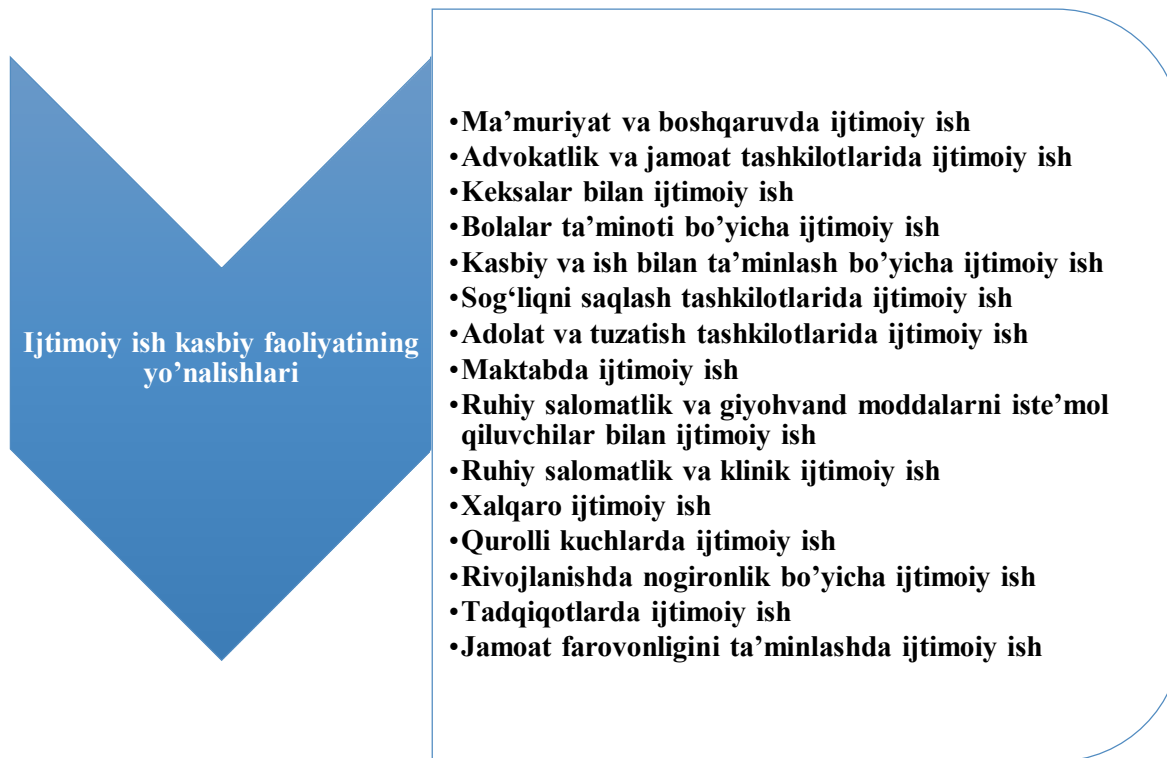 Ijtimoiy ish kasbiy faoliyatining
yo’nalishlari
•Ma’muriyat va boshqaruvda ijtimoiy ish
•Advokatlik va jamoat tashkilotlarida ijtimoiy ish
•Keksalar bilan ijtimoiy ish
•Bolalar ta’minoti bo’yicha ijtimoiy ish
•Kasbiy va ish bilan ta’minlash bo’yicha ijtimoiy ish
•Sog‘liqni saqlash tashkilotlarida ijtimoiy ish
•Adolat va tuzatish tashkilotlarida ijtimoiy ish
•Maktabda ijtimoiy ish
•Ruhiy salomatlik va giyohvand moddalarni iste’mol
qiluvchilar bilan ijtimoiy ish
•Ruhiy salomatlik va klinik ijtimoiy ish
•Xalqaro ijtimoiy ish
•Qurolli kuchlarda ijtimoiy ish
•Rivojlanishda nogironlik bo’yicha ijtimoiy ish
•Tadqiqotlarda ijtimoiy ish
•Jamoat farovonligini ta’minlashda ijtimoiy ish